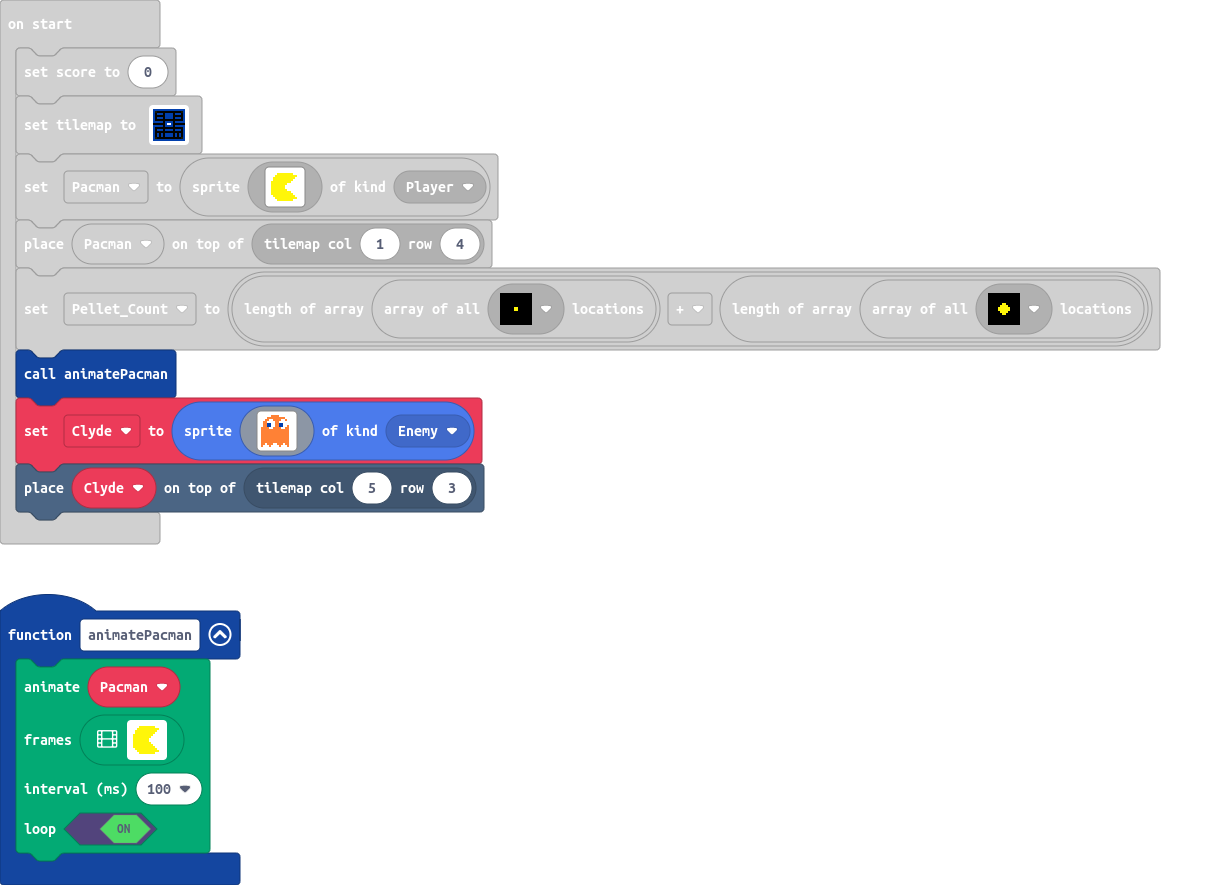 on start
set score to 0
set tilemap to
set Pacman to sprite of kind Player
place Pacman on top of tilemap col 1 row 4
set Pellet_Count to length of array array of all locations + length of array array of all locations
call animatePacman
set Clyde to sprite of kind Enemy
place Clyde on top of tilemap col 5 row 3
function animatePacman
animate Pacman
frames
interval (ms) 100
loop ON